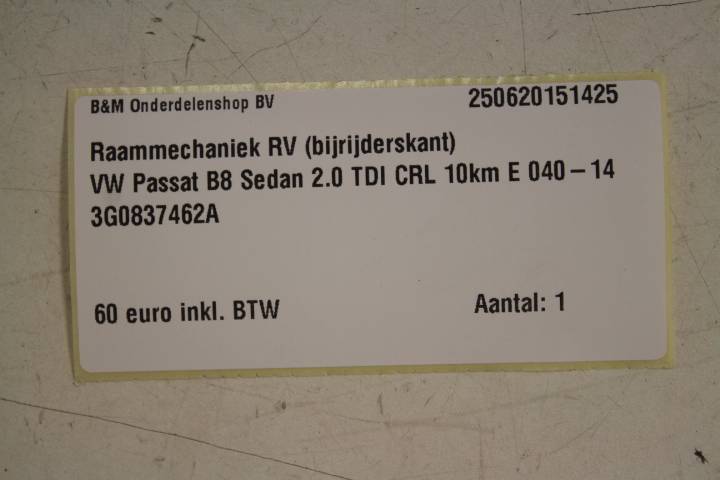 B&M Onderdelenshop BV 250620151425
Raammechaniek RV (bijrijderskant)
VW Passat B8 Sedan 2.0 TDI CRL 10km E 040-14
3G0837462A
60 euro inkl. BTW Aantal: 1